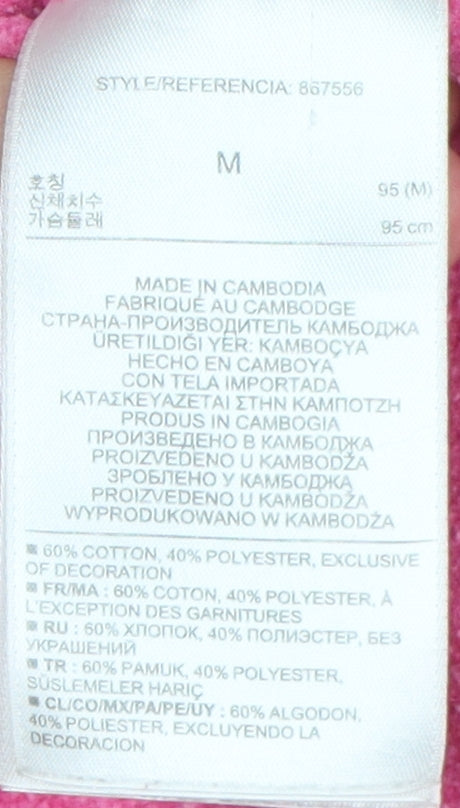 STYLE/REFERENCIA: 867556
M
호칭 95 (M)
신체치수
가슴둘레 95 cm
MADE IN CAMBODIA
FABRIQUÉ AU CAMBODGE
СТРАНА-ПРОИЗВОДИТЕЛЬ КАМБОДЖА
ÜRETILDIĞI YER: KAMBOÇYA
HECHO EN CAMBOYA
CON TELA IMPORTADA
ΚΑΤΑΣΚΕΥΑΖΕΤΑΙ ΣΤΗΝ ΚΑΜΠΟΤΖΗ
PRODUS IN CAMBOGIA
ПРОИЗВЕДЕНО В КАМБОДЖА
PROIZVEDENO U KAMBODŽA
ЗРОБЛЕНО У КАМБОДЖА
PROIZVEDENO U KAMBODŽA
WYPRODUKOWANO W KAMBODŽA
■ 60% COTTON, 40% POLYESTER, EXCLUSIVE
OF DECORATION
■ FR/MA : 60% COTON, 40% POLYESTER, À
L'EXCEPTION DES GARNITURES
■ RU : 60% ХЛОПОК, 40% ПОЛИЭСТЕР, БЕЗ
УКРАШЕНИЙ
■ TR : 60% PAMUK, 40% POLYESTER,
SÜSLEMELER HARIÇ
■ CL/CO/MX/PA/PE/UY : 60% ALGODON,
40% POLIESTER, EXCLUYENDO LA
DECORACION